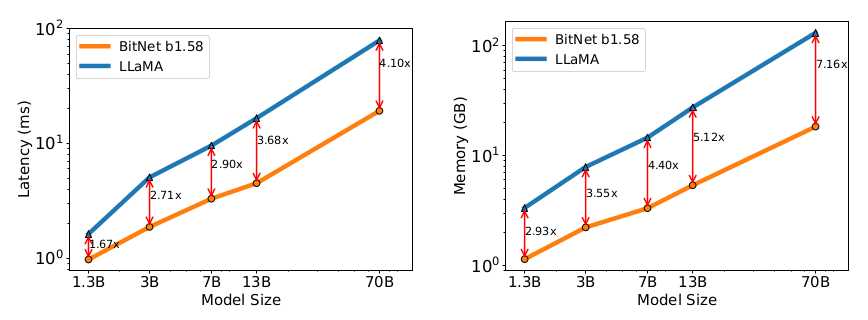 10²
10¹
10⁰
Latency (ms)
BitNet b1.58
LLaMA
1.67x
2.71x
2.90x
3.68x
4.10x
1.3B 3B 7B 13B 70B
Model Size
10²
10¹
10⁰
Memory (GB)
BitNet b1.58
LLaMA
2.93x
3.55x
4.40x
5.12x
7.16x
1.3B 3B 7B 13B 70B
Model Size